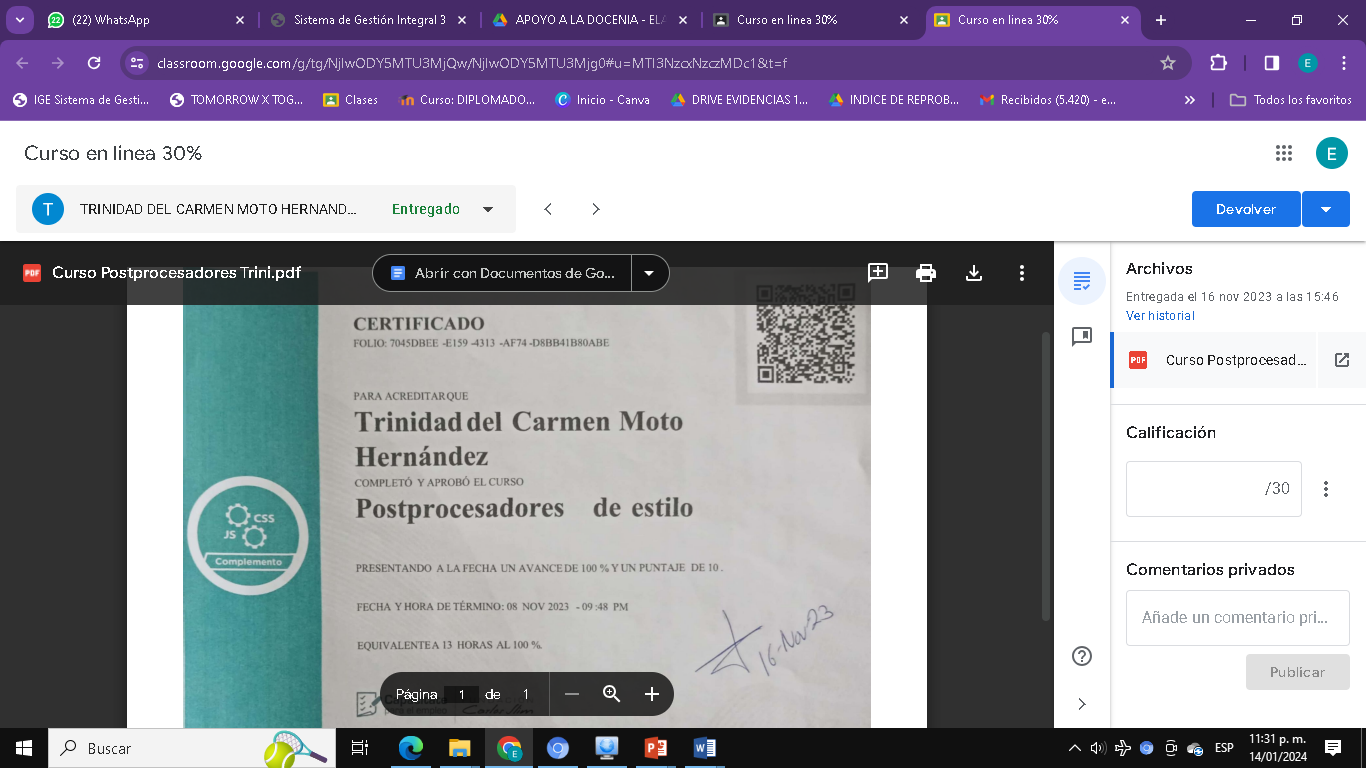 (22) WhatsApp
Sistema de Gestión Integral 3
APOYO A LA DOCENIA - ELA
Curso en linea 30%
Curso en linea 30%
classroom.google.com/g/tg/NjIwODY5MTU3MjQw/NjIwODY5MTU3Mjg0#u=MTI3NzcxNzczMDc1&t=f
E
IGE Sistema de Gesti...
TOMORROW X TOG...
Clases
Curso: DIPLOMADO...
Inicio - Canva
DRIVE EVIDENCIAS 1...
INDICE DE REPROB...
Recibidos (5.420) - e...
Todos los favoritos
Curso en linea 30%
E
T TRINIDAD DEL CARMEN MOTO HERNAND... Entregado
Devolver
PDF Curso Postprocesadores Trini.pdf
Abrir con Documentos de Go...
CERTIFICADO
FOLIO: 7045DBEE -E159 -4313 -AF74 -D8BB41B80ABE
PARA ACREDITAR QUE
Trinidad del Carmen Moto
Hernández
COMPLETÓ Y APROBÓ EL CURSO
Postprocesadores de estilo
CSS
JS
Complemento
PRESENTANDO A LA FECHA UN AVANCE DE 100 % Y UN PUNTAJE DE 10 .
FECHA Y HORA DE TÉRMINO: 08 NOV 2023 - 09:48 PM
EQUIVALENTE A 13 HORAS AL 100 %.
16-Nov-23
Página 1 de 1
Archivos
Entregada el 16 nov 2023 a las 15:46
Ver historial
PDF Curso Postprocesad...
Calificación
/30
Comentarios privados
Añade un comentario pri...
Publicar
Buscar
ESP
11:31 p. m.
14/01/2024